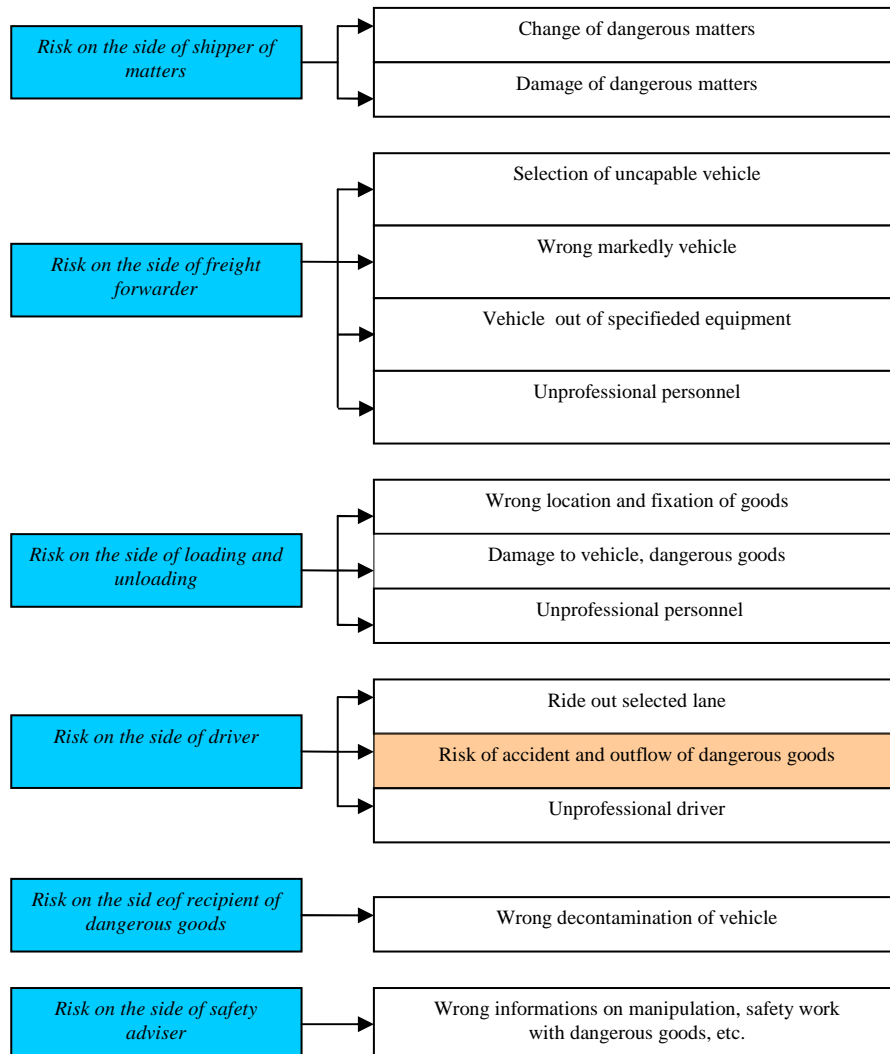 Risk on the side of shipper of
matters
Change of dangerous matters
Damage of dangerous matters
Risk on the side of freight
forwarder
Selection of uncapable vehicle
Wrong markedly vehicle
Vehicle  out of specifieded equipment
Unprofessional personnel
Risk on the side of loading and
unloading
Wrong location and fixation of goods
Damage to vehicle, dangerous goods
Unprofessional personnel
Risk on the side of driver
Ride out selected lane
Risk of accident and outflow of dangerous goods
Unprofessional driver
Risk on the sid eof recipient of
dangerous goods
Wrong decontamination of vehicle
Risk on the side of safety
adviser
Wrong informations on manipulation, safety work
with dangerous goods, etc.